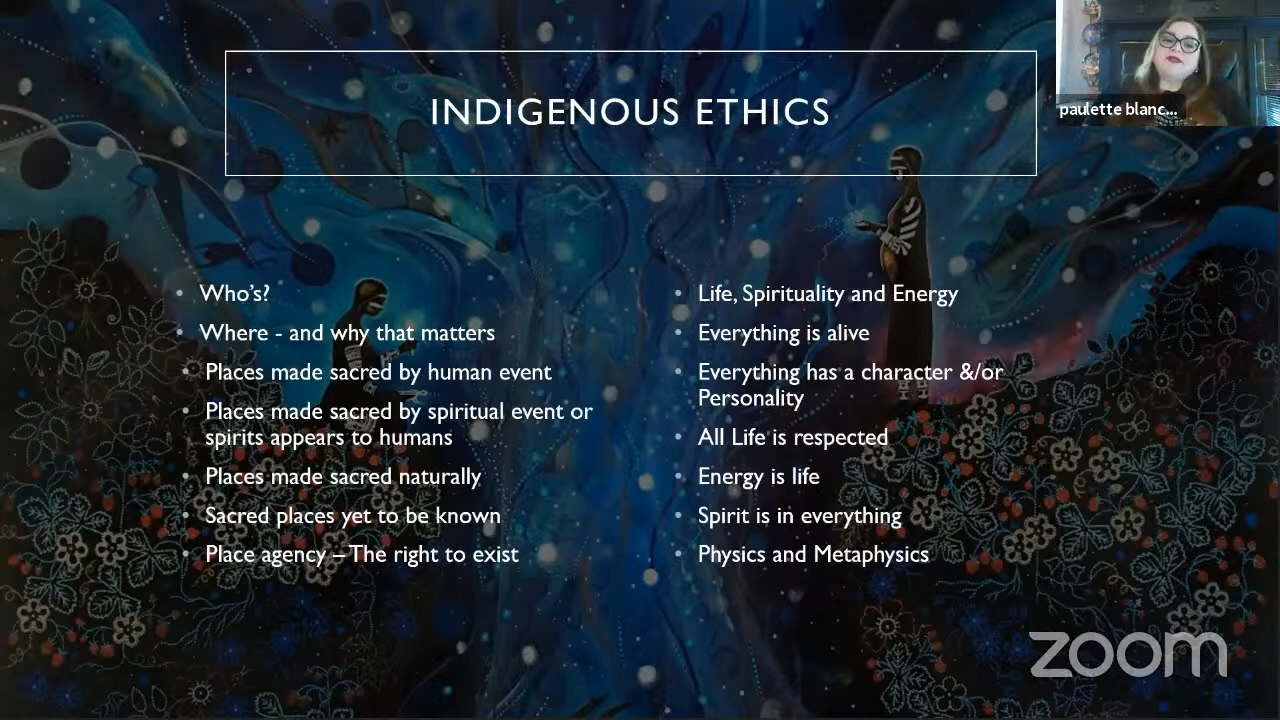 INDIGENOUS ETHICS
paulette blanc...
Who's?
Where - and why that matters
Places made sacred by human event
Places made sacred by spiritual event or
spirits appears to humans
Places made sacred naturally
Sacred places yet to be known
Place agency – The right to exist
Life, Spirituality and Energy
Everything is alive
Everything has a character &/or
Personality
All Life is respected
Energy is life
Spirit is in everything
Physics and Metaphysics
zoom